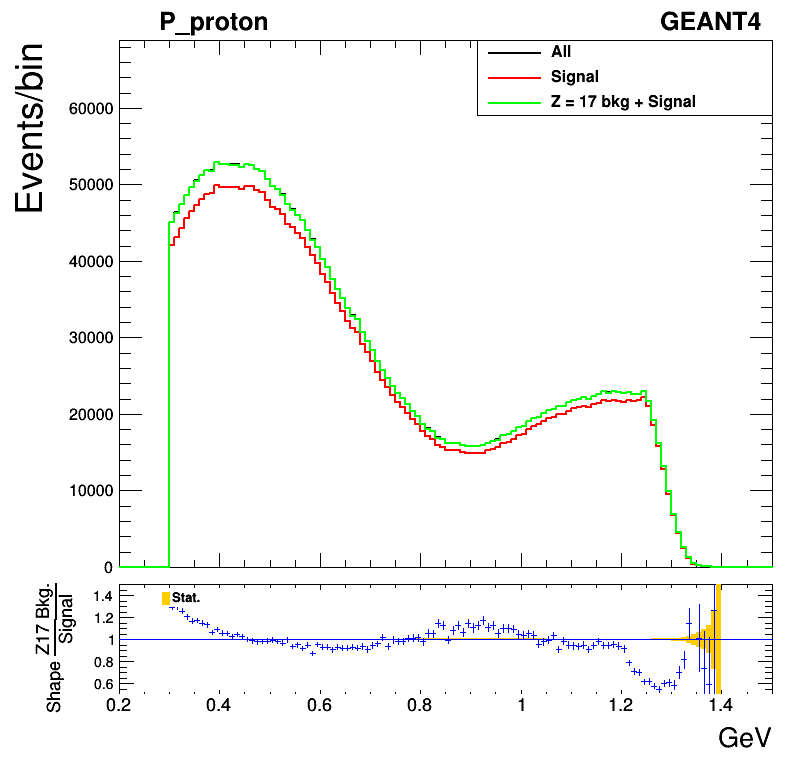 P_proton GEANT4
Events/bin
All
Signal
Z = 17 bkg + Signal
60000
50000
40000
30000
20000
10000
0
Shape Z17 Bkg. / Signal
Stat.
1.4
1.2
1
0.8
0.6
0.2 0.4 0.6 0.8 1 1.2 1.4
GeV